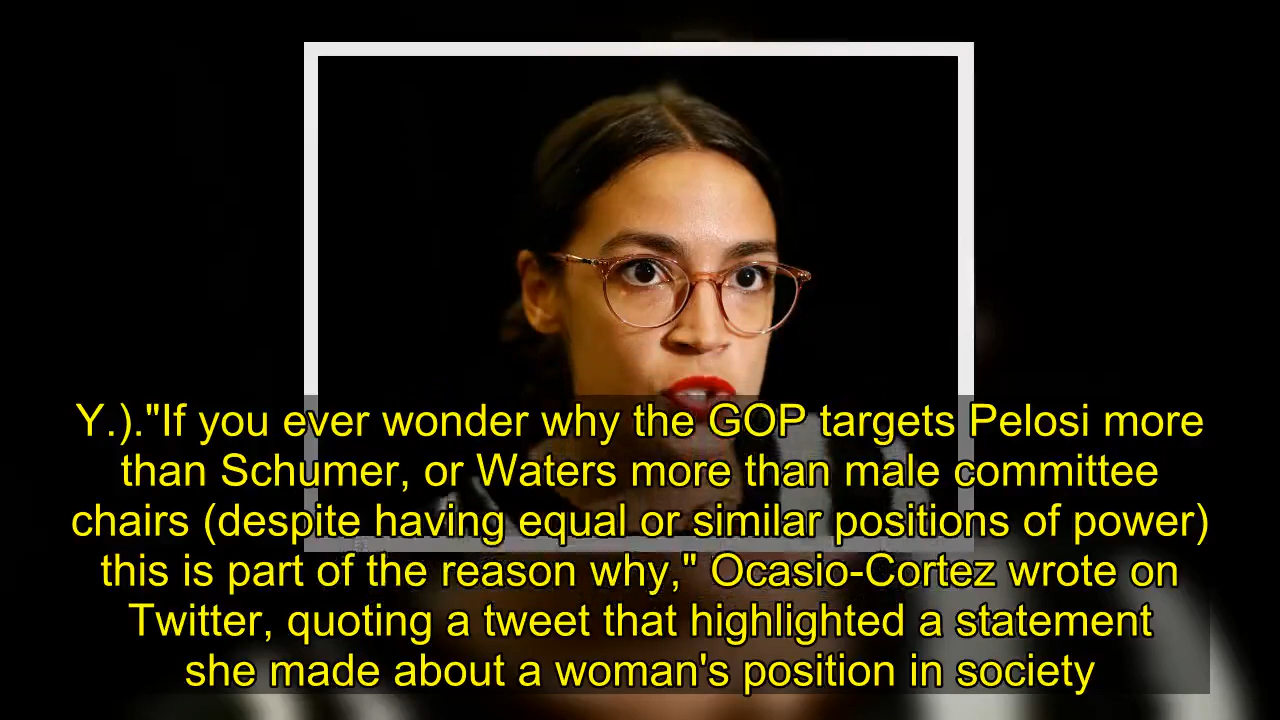 Y.)."If you ever wonder why the GOP targets Pelosi more
than Schumer, or Waters more than male committee
chairs (despite having equal or similar positions of power)
this is part of the reason why," Ocasio-Cortez wrote on
Twitter, quoting a tweet that highlighted a statement
she made about a woman's position in society